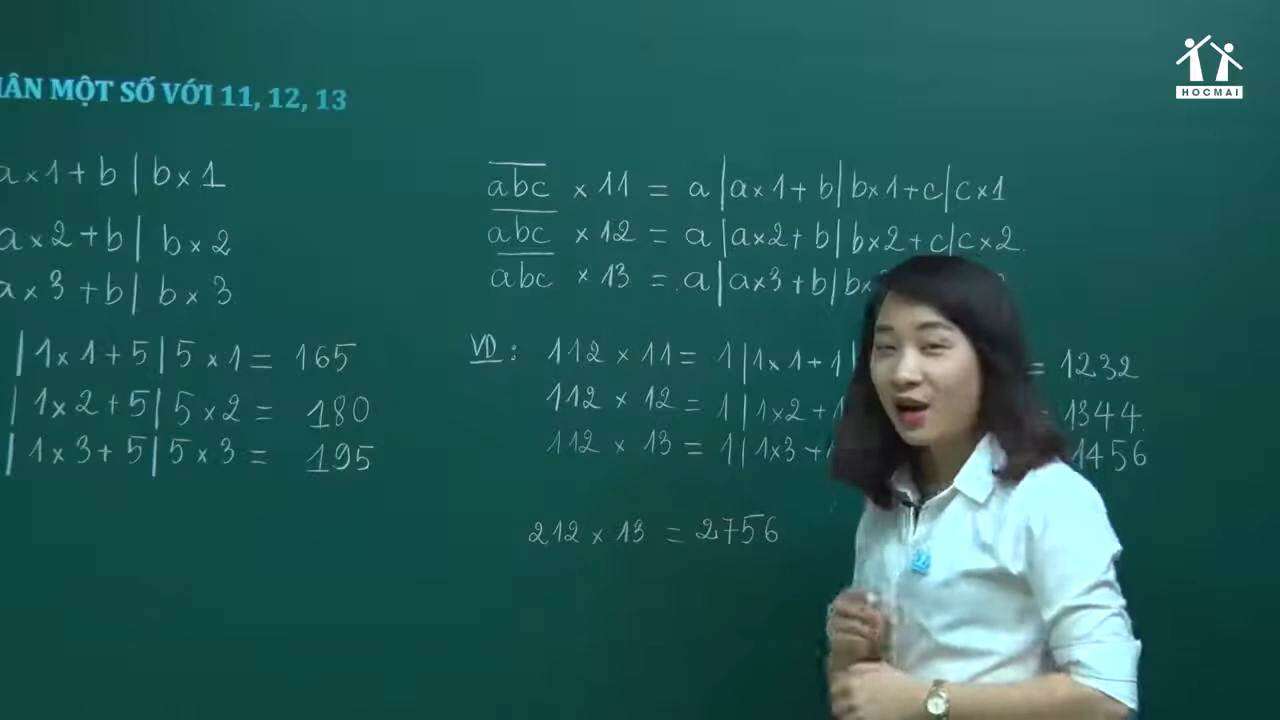 HOCMAI
MỘT SỐ VỚI 11, 12, 13
a x 1 + b | b x 1
a x 2 + b | b x 2
a x 3 + b | b x 3
| 1 x 1 + 5 | 5 x 1 = 165
| 1 x 2 + 5 | 5 x 2 = 180
| 1 x 3 + 5 | 5 x 3 = 195
abc x 11 = a | a x 1 + b | b x 1 + c | c x 1
abc x 12 = a | a x 2 + b | b x 2 + c | c x 2
abc x 13 = a | a x 3 + b | b x
VD : 112 x 11 = 1 | 1 x 1 + 1 | = 1232
112 x 12 = 1 | 1 x 2 + 1 = 1344
112 x 13 = 1 | 1 x 3 + 1456
212 x 13 = 2756